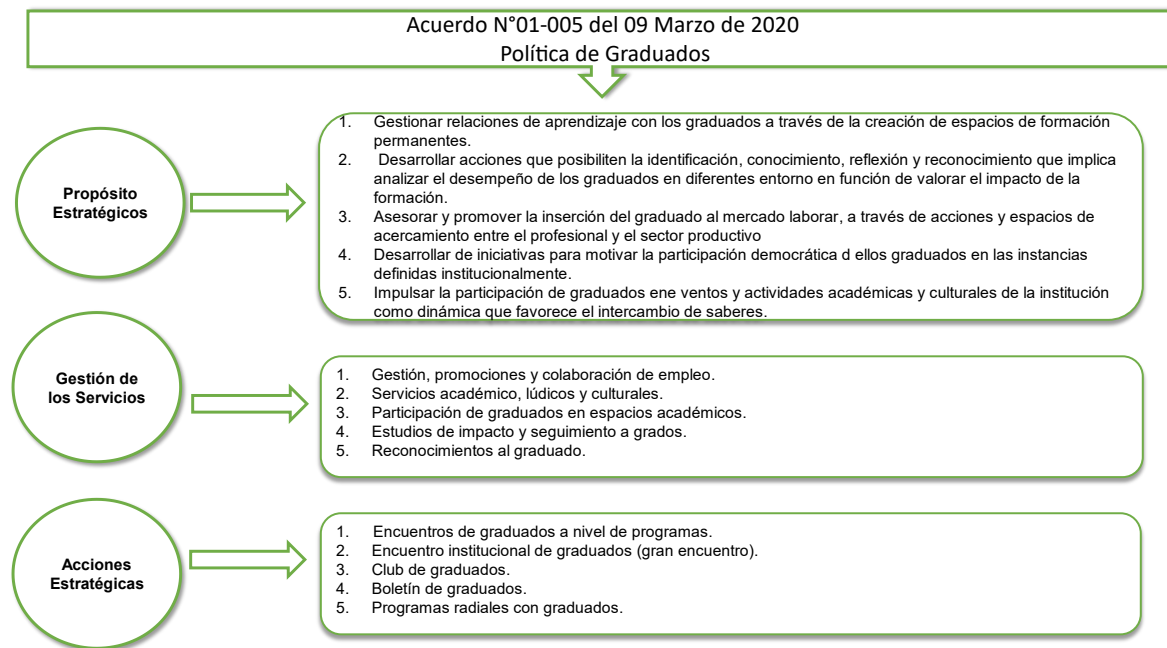 Acuerdo N°01-005 del 09 Marzo de 2020
Política de Graduados
Propósito
Estratégicos
1. Gestionar relaciones de aprendizaje con los graduados a través de la creación de espacios de formación
permanentes.
2. Desarrollar acciones que posibiliten la identificación, conocimiento, reflexión y reconocimiento que implica
analizar el desempeño de los graduados en diferentes entorno en función de valorar el impacto de la
formación.
3. Asesorar y promover la inserción del graduado al mercado laborar, a través de acciones y espacios de
acercamiento entre el profesional y el sector productivo
4. Desarrollar de iniciativas para motivar la participación democrática d ellos graduados en las instancias
definidas institucionalmente.
5. Impulsar la participación de graduados ene ventos y actividades académicas y culturales de la institución
como dinámica que favorece el intercambio de saberes.
Gestión de
los Servicios
1. Gestión, promociones y colaboración de empleo.
2. Servicios académico, lúdicos y culturales.
3. Participación de graduados en espacios académicos.
4. Estudios de impacto y seguimiento a grados.
5. Reconocimientos al graduado.
Acciones
Estratégicas
1. Encuentros de graduados a nivel de programas.
2. Encuentro institucional de graduados (gran encuentro).
3. Club de graduados.
4. Boletín de graduados.
5. Programas radiales con graduados.